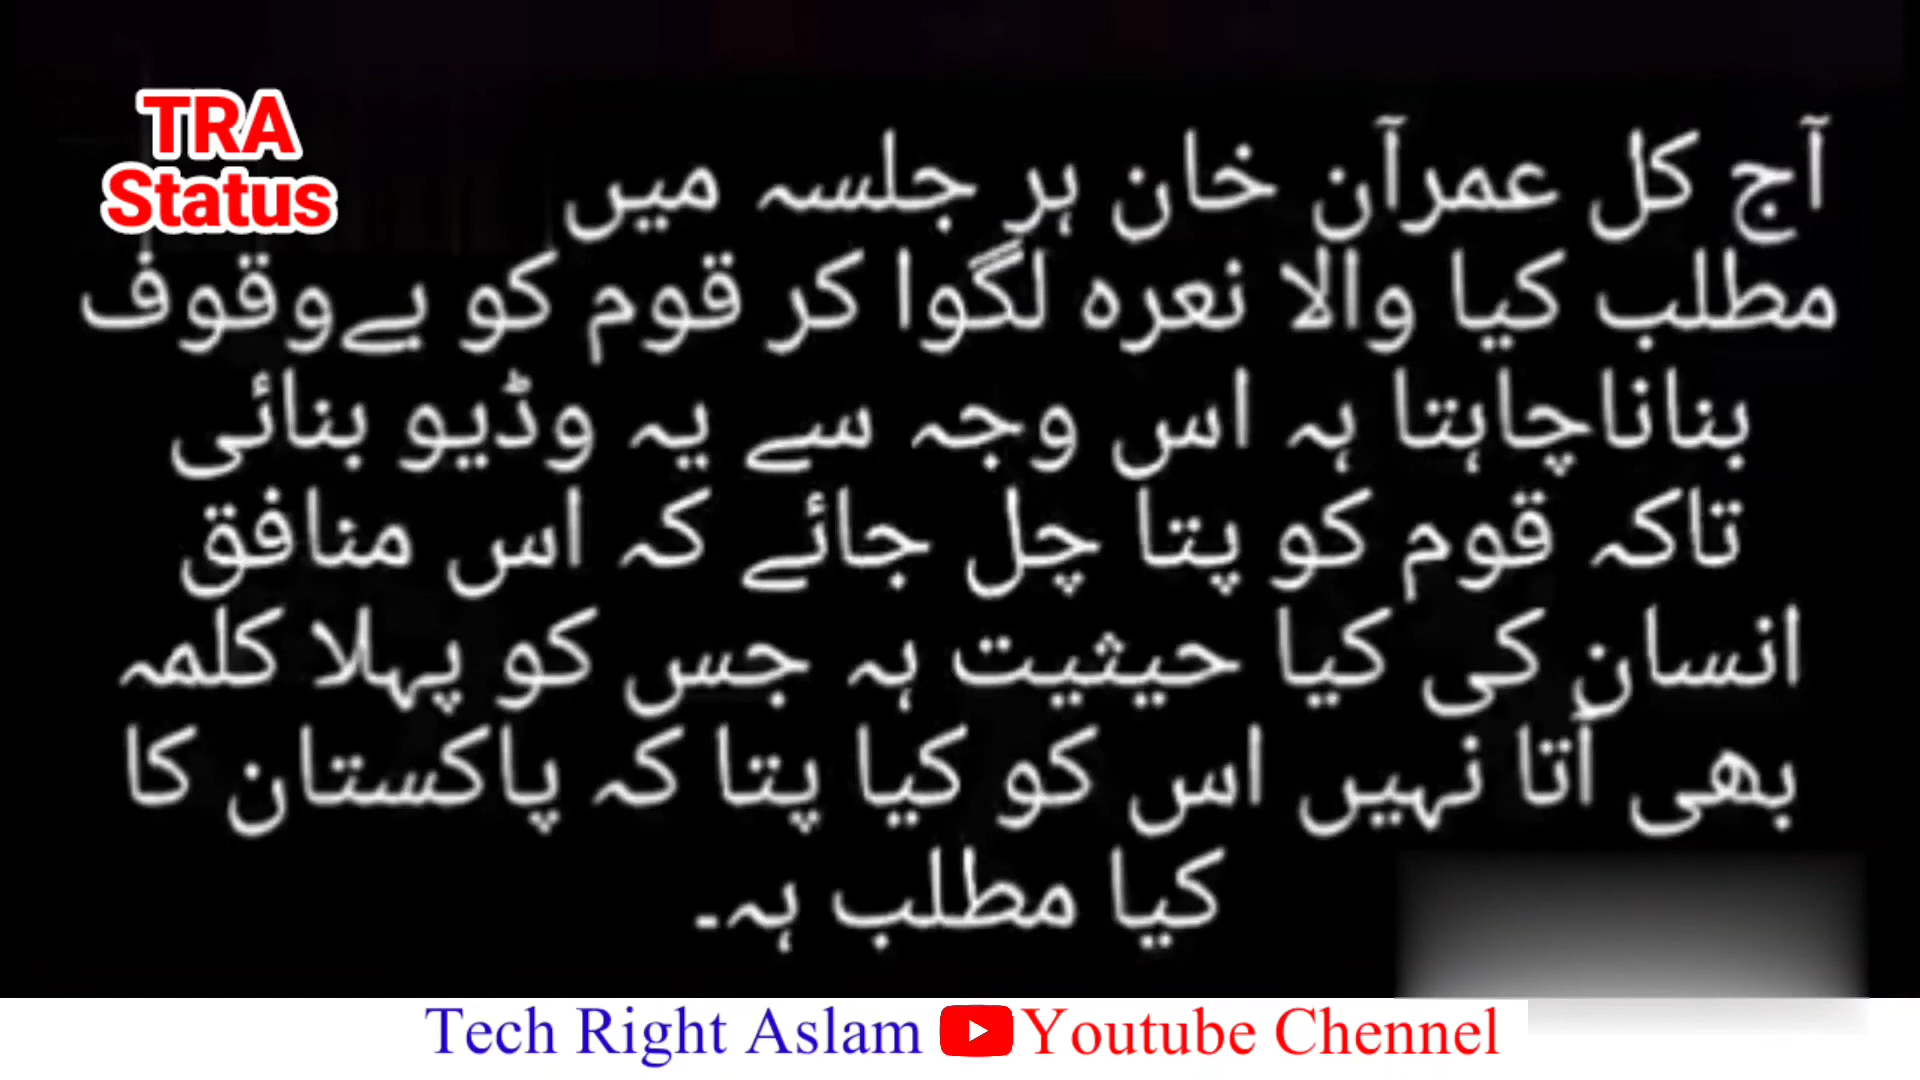 TRA
Status
آج کل عمرآن خان ہر جلسہ میں
مطلب کیا والا نعرہ لگوا کر قوم کو بےوقوف
بناناچاہتا ہہ اس وجہ سے یہ وڈیو بنائی
تاکہ قوم کو پتا چل جائے کہ اس منافق
انسان کی کیا حیثیت ہہ جس کو پہلا کلمہ
بھی أتا نہیں اس کو کیا پتا کہ پاکستان کا
کیا مطلب ہہ۔
Tech Right Aslam Youtube Chennel